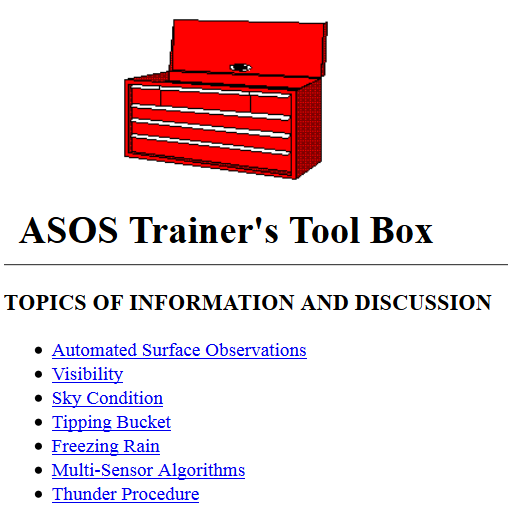 ASOS Trainer's Tool Box
TOPICS OF INFORMATION AND DISCUSSION
Automated Surface Observations
Visibility
Sky Condition
Tipping Bucket
Freezing Rain
Multi-Sensor Algorithms
Thunder Procedure